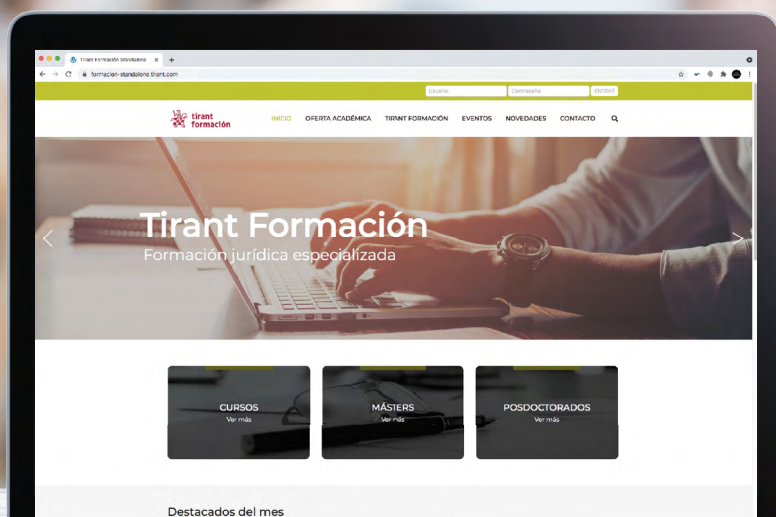 Tirant Formación Standalone
formacion-standalone.tirant.com
Usuario
Contraseña
ENTRAR
tirant
formación
INICIO
OFERTA ACADÉMICA
TIRANT FORMACIÓN
EVENTOS
NOVEDADES
CONTACTO
Tirant Formación
Formación jurídica especializada
CURSOS
Ver más
MÁSTERS
Ver más
POSDOCTORADOS
Ver más
Destacados del mes